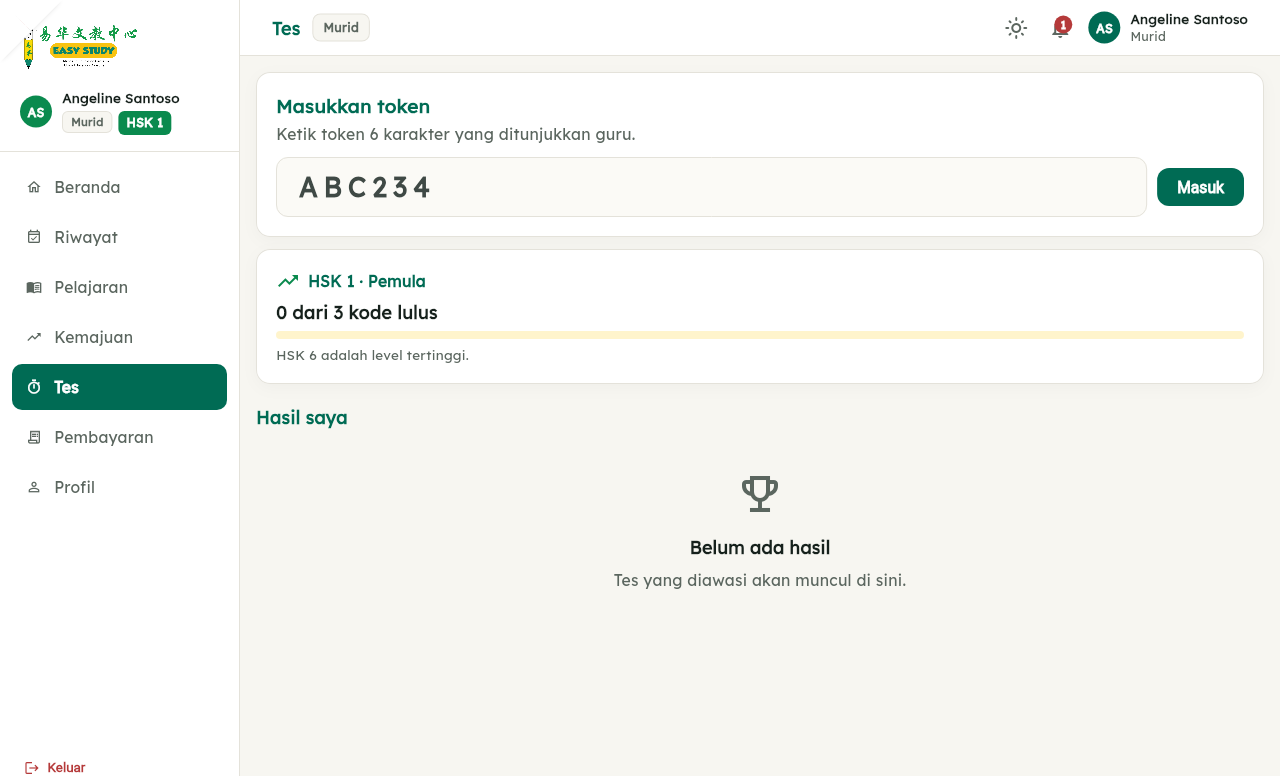 易华文教中心
EASY STUDY
AS
Angeline Santoso
Murid
HSK 1
Beranda
Riwayat
Pelajaran
Kemajuan
Tes
Pembayaran
Profil
Keluar
Tes
Murid
1
AS
Angeline Santoso
Murid
Masukkan token
Ketik token 6 karakter yang ditunjukkan guru.
ABC234
Masuk
HSK 1 · Pemula
0 dari 3 kode lulus
HSK 6 adalah level tertinggi.
Hasil saya
Belum ada hasil
Tes yang diawasi akan muncul di sini.